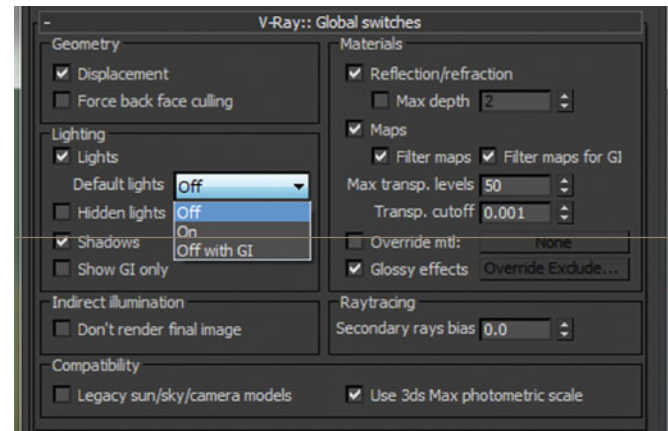 - V-Ray:: Global switches
Geometry
Displacement
Force back face culling
Lighting
Lights
Default lights Off
Off
On
Off with GI
Hidden lights
Shadows
Show GI only
Indirect illumination
Don't render final image
Materials
Reflection/refraction
Max depth 2
Maps
Filter maps Filter maps for GI
Max transp. levels 50
Transp. cutoff 0.001
Override mtl: None
Glossy effects Override Exclude...
Raytracing
Secondary rays bias 0.0
Compatibility
Legacy sun/sky/camera models
Use 3ds Max photometric scale